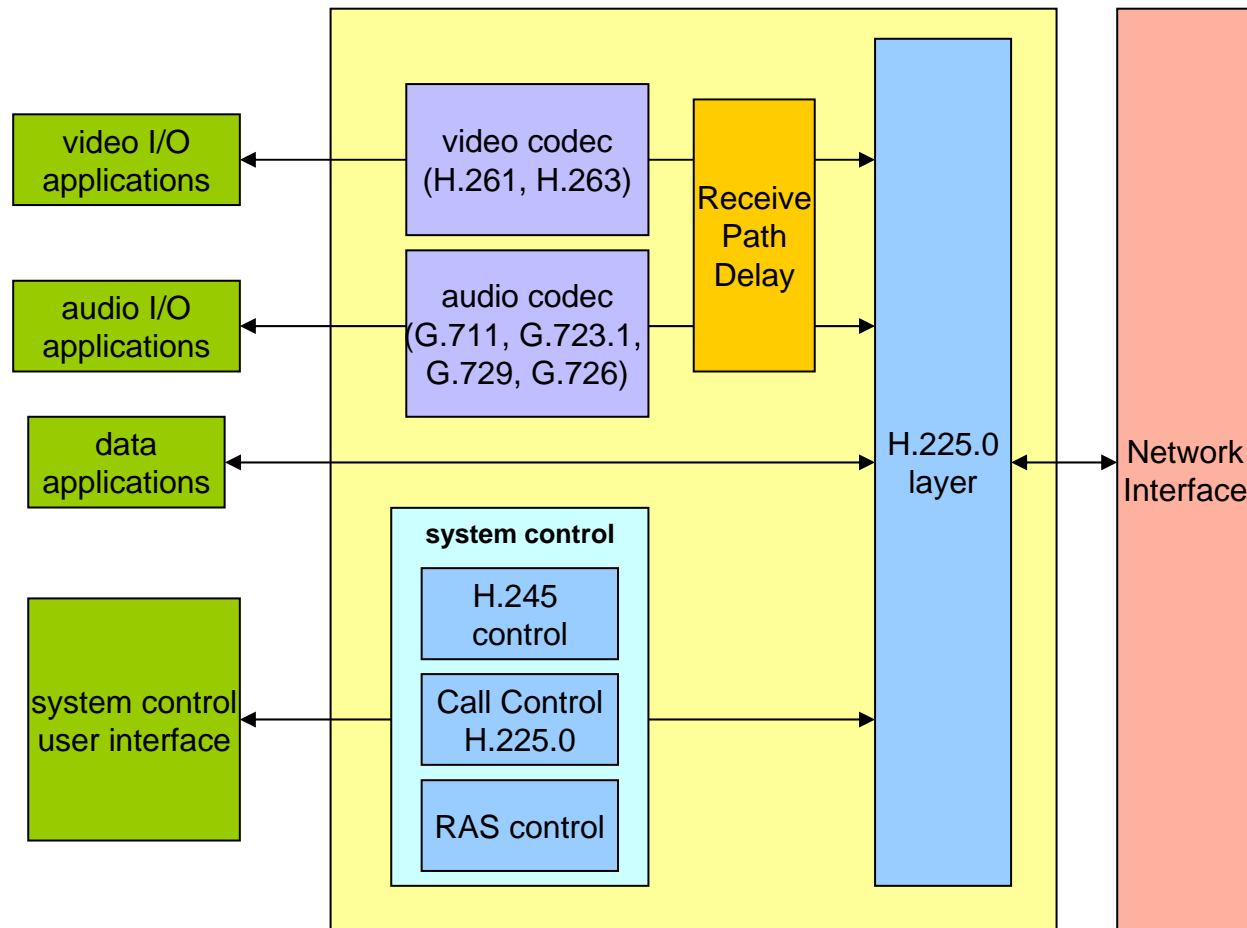 video I/O
applications
video codec
(H.261, H.263)
Receive
Path
Delay
audio I/O
applications
audio codec
(G.711, G.723.1,
G.729, G.726)
data
applications
H.225.0
layer
Network
Interface
system control
H.245
control
Call Control
H.225.0
RAS control
system control
user interface